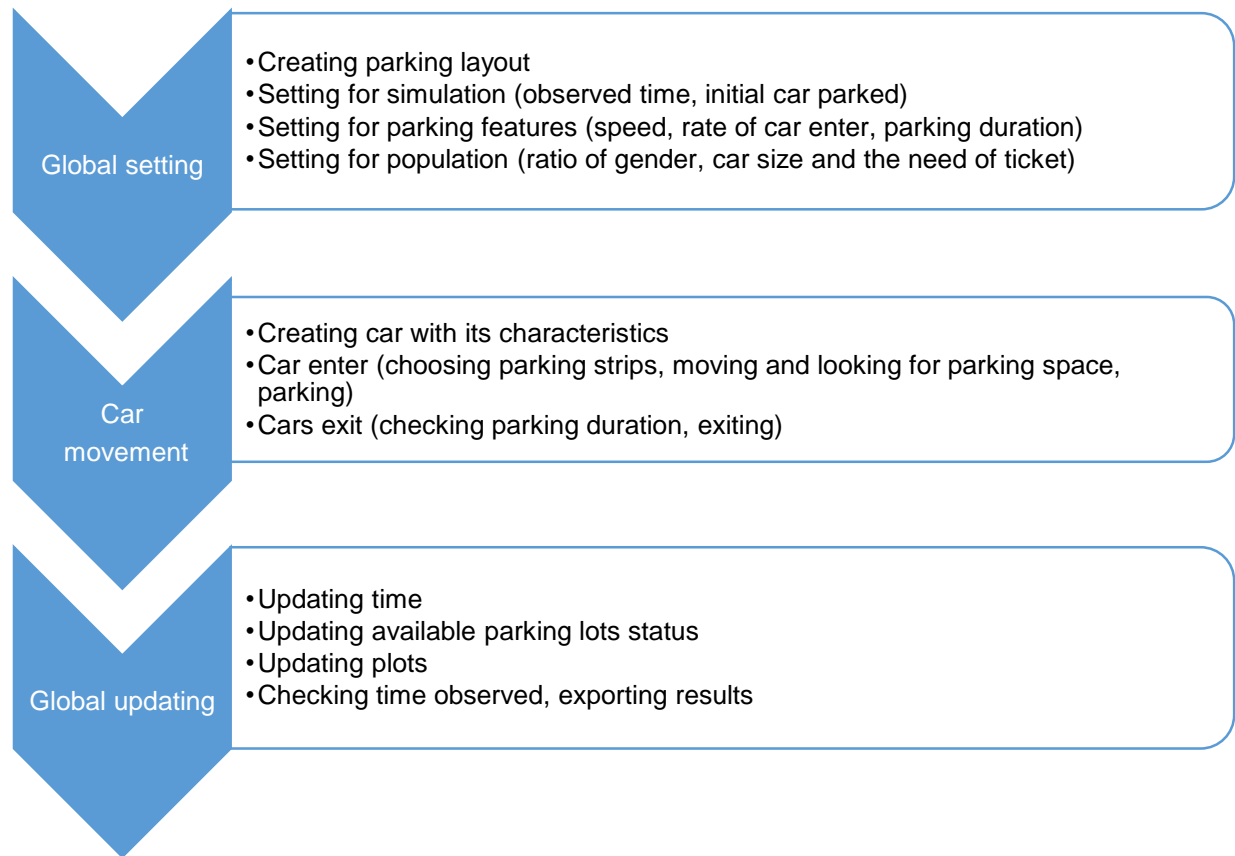 Global setting
•Creating parking layout
•Setting for simulation (observed time, initial car parked)
•Setting for parking features (speed, rate of car enter, parking duration)
•Setting for population (ratio of gender, car size and the need of ticket)
Car
movement
•Creating car with its characteristics
•Car enter (choosing parking strips, moving and looking for parking space,
parking)
•Cars exit (checking parking duration, exiting)
Global updating
•Updating time
•Updating available parking lots status
•Updating plots
•Checking time observed, exporting results